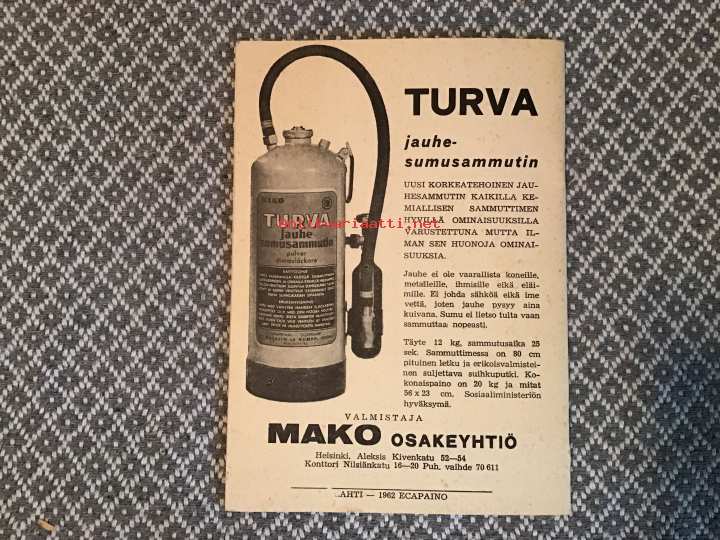 TURVA
jauhe-
sumusammutin
UUSI KORKEATEHOINEN JAU-
HESAMMUTIN KAIKILLA KE-
MIALLISEN SAMMUTTIMEN
HYVILLÄ OMINAISUUKSILLA
VARUSTETTUNA MUTTA IL-
MAN SEN HUONOJA OMINAI-
SUUKSIA.
Jauhe ei ole vaarallista koneille,
metalleille, ihmisille eikä eläi-
mille. Ei johda sähköä eikä ime
vettä, joten jauhe pysyy aina
kuivana. Sumu ei lietso tulta vaan
sammuttaa nopeasti.
Täyte 12 kg, sammutusaika 25
sek. Sammuttimessa on 80 cm
pituinen letku ja erikoisvalmistei-
nen suljettava suihkuputki. Ko-
konaispaino on 20 kg ja mitat
56 x 23 cm. Sosiaaliministeriön
hyväksymä.
MAKO
TURVA
jauhe
sumusammutin
pulver
VALMISTAJA
MAKO OSAKEYHTIÖ
Helsinki, Aleksis Kivenkatu 52—54
Konttori Nilsiänkatu 16—20 Puh. vaihde 70 611
LAHTI — 1962 ECAPAINO